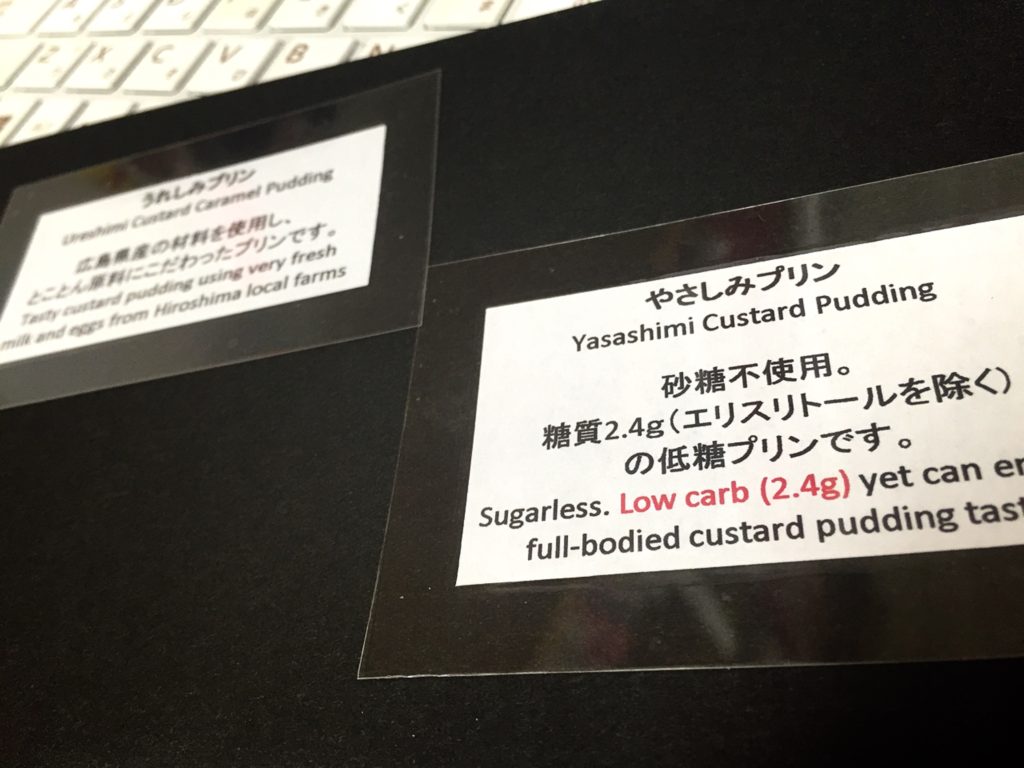 Z X C V B N
うれしみプリン
Ureshimi Custard Caramel Pudding
広島県産の材料を使用し、
とことん原料にこだわったプリンです。
Tasty custard pudding using very fresh
milk and eggs from Hiroshima local farms
やさしみプリン
Yasashimi Custard Pudding
砂糖不使用。
糖質2.4g(エリスリトールを除く)
の低糖プリンです。
Sugarless. Low carb (2.4g) yet can
full-bodied custard pudding